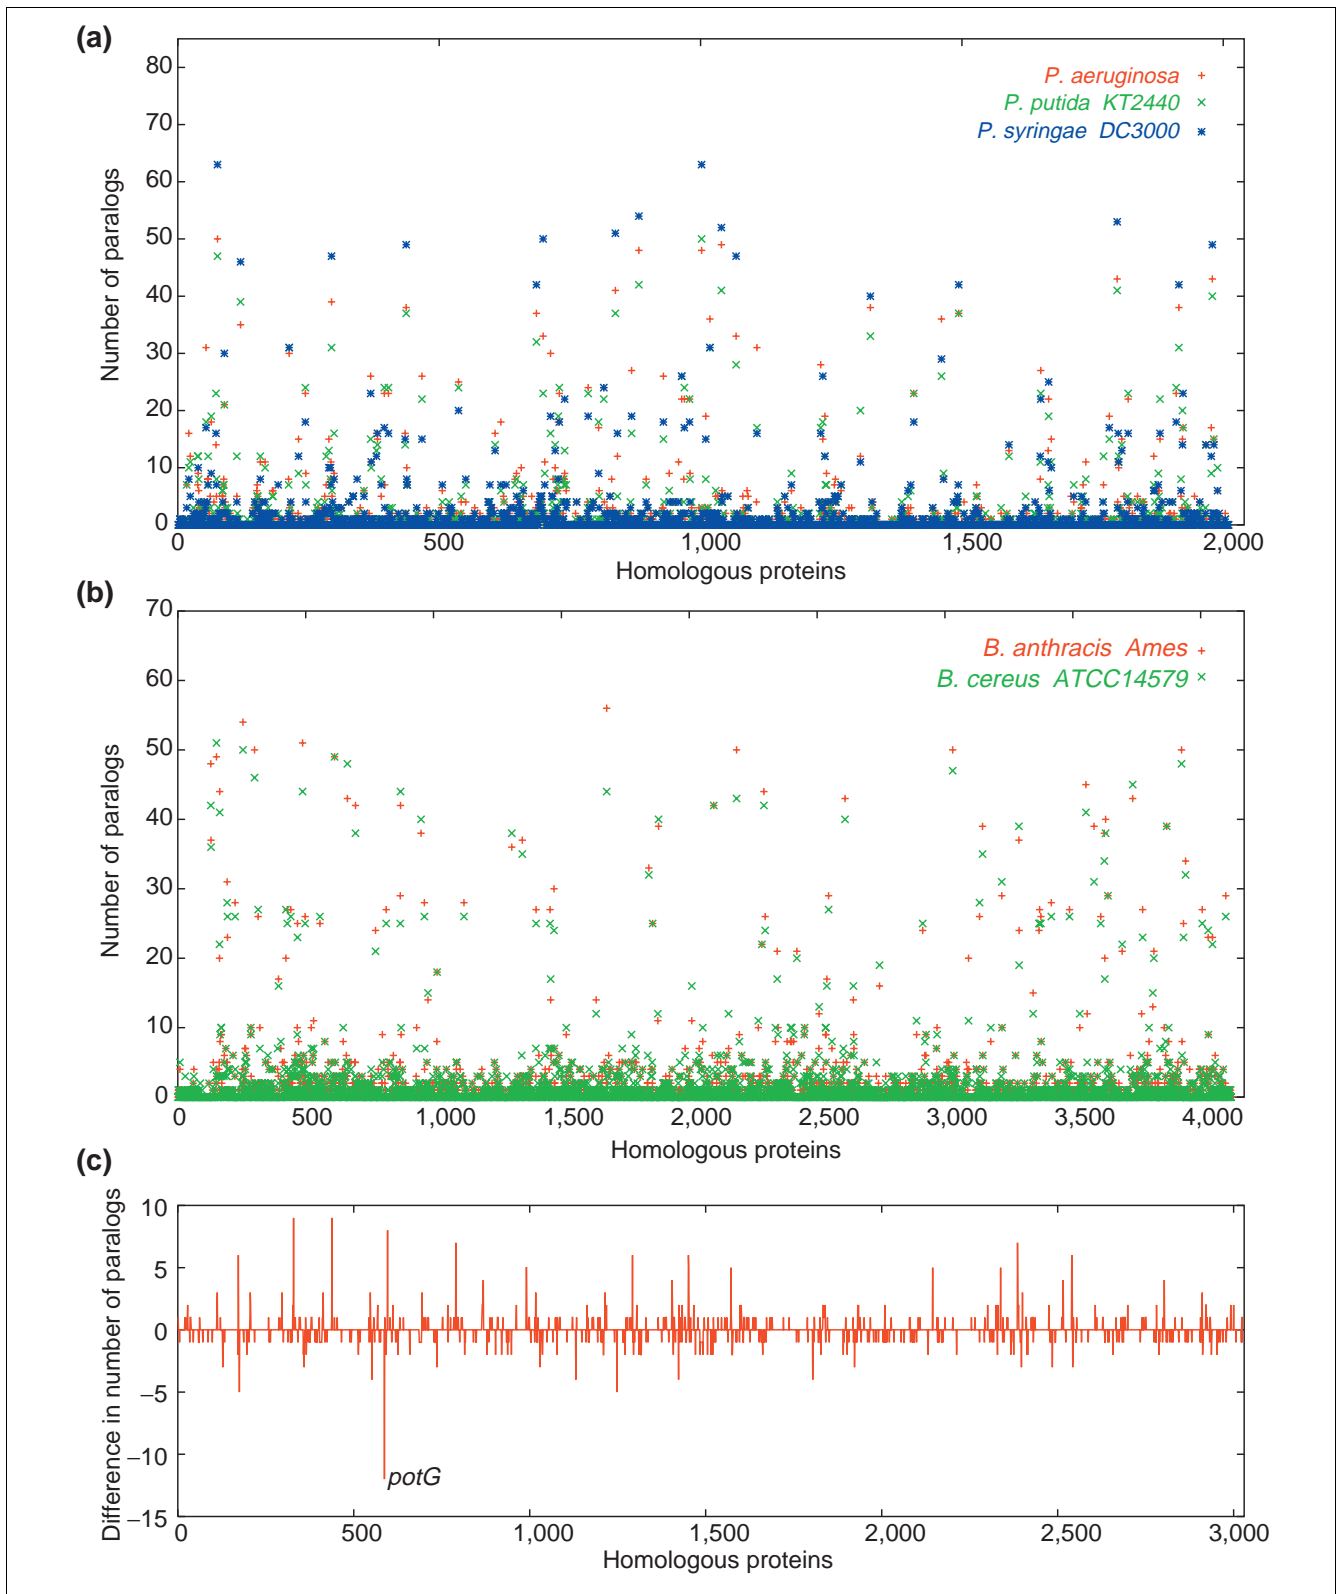 (a)
80
70
60
50
40
30
20
10
0
Number of paralogs
P. aeruginosa
P. putida KT2440
P. syringae DC3000
0 500 1,000 1,500 2,000
Homologous proteins
(b)
70
60
50
40
30
20
10
0
Number of paralogs
B. anthracis Ames
B. cereus ATCC14579
0 500 1,000 1,500 2,000 2,500 3,000 3,500 4,000
Homologous proteins
(c)
10
5
0
−5
−10
−15
Difference in number of paralogs
potG
0 500 1,000 1,500 2,000 2,500 3,000
Homologous proteins